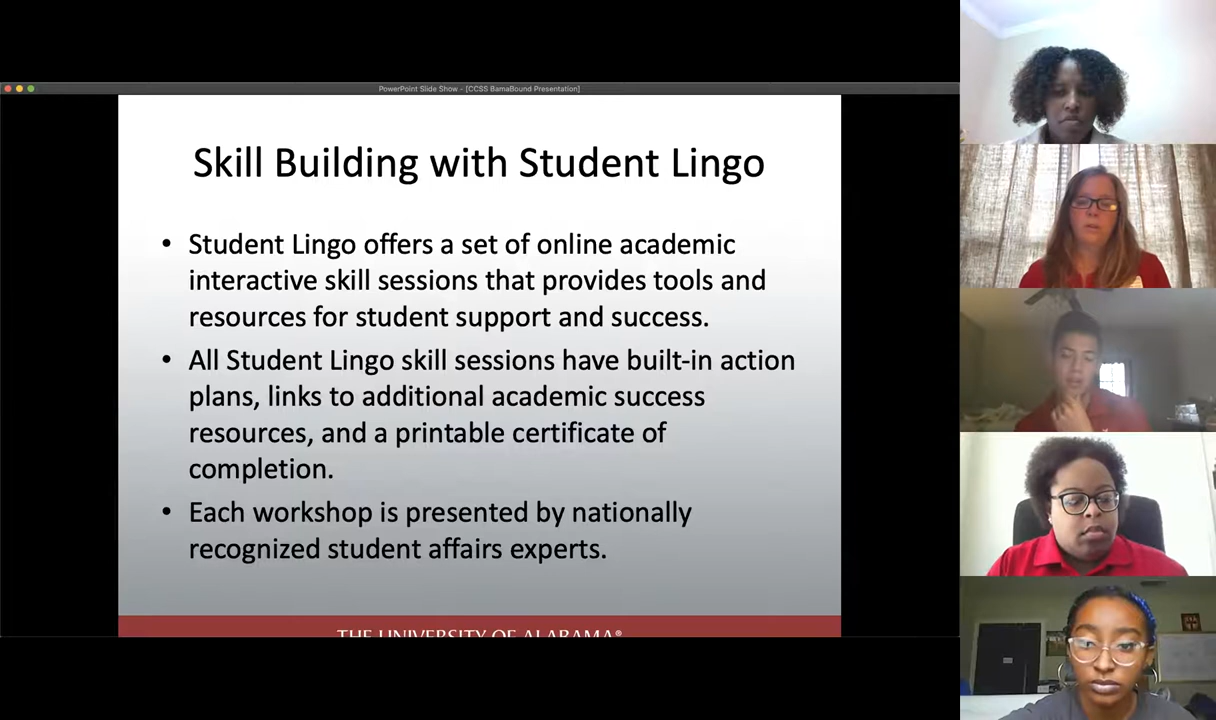 PowerPoint Slide Show - [CCSS BamaBound Presentation]
Skill Building with Student Lingo
• Student Lingo offers a set of online academic
interactive skill sessions that provides tools and
resources for student support and success.
• All Student Lingo skill sessions have built-in action
plans, links to additional academic success
resources, and a printable certificate of
completion.
• Each workshop is presented by nationally
recognized student affairs experts.
THE UNIVERSITY OF ALABAMA®